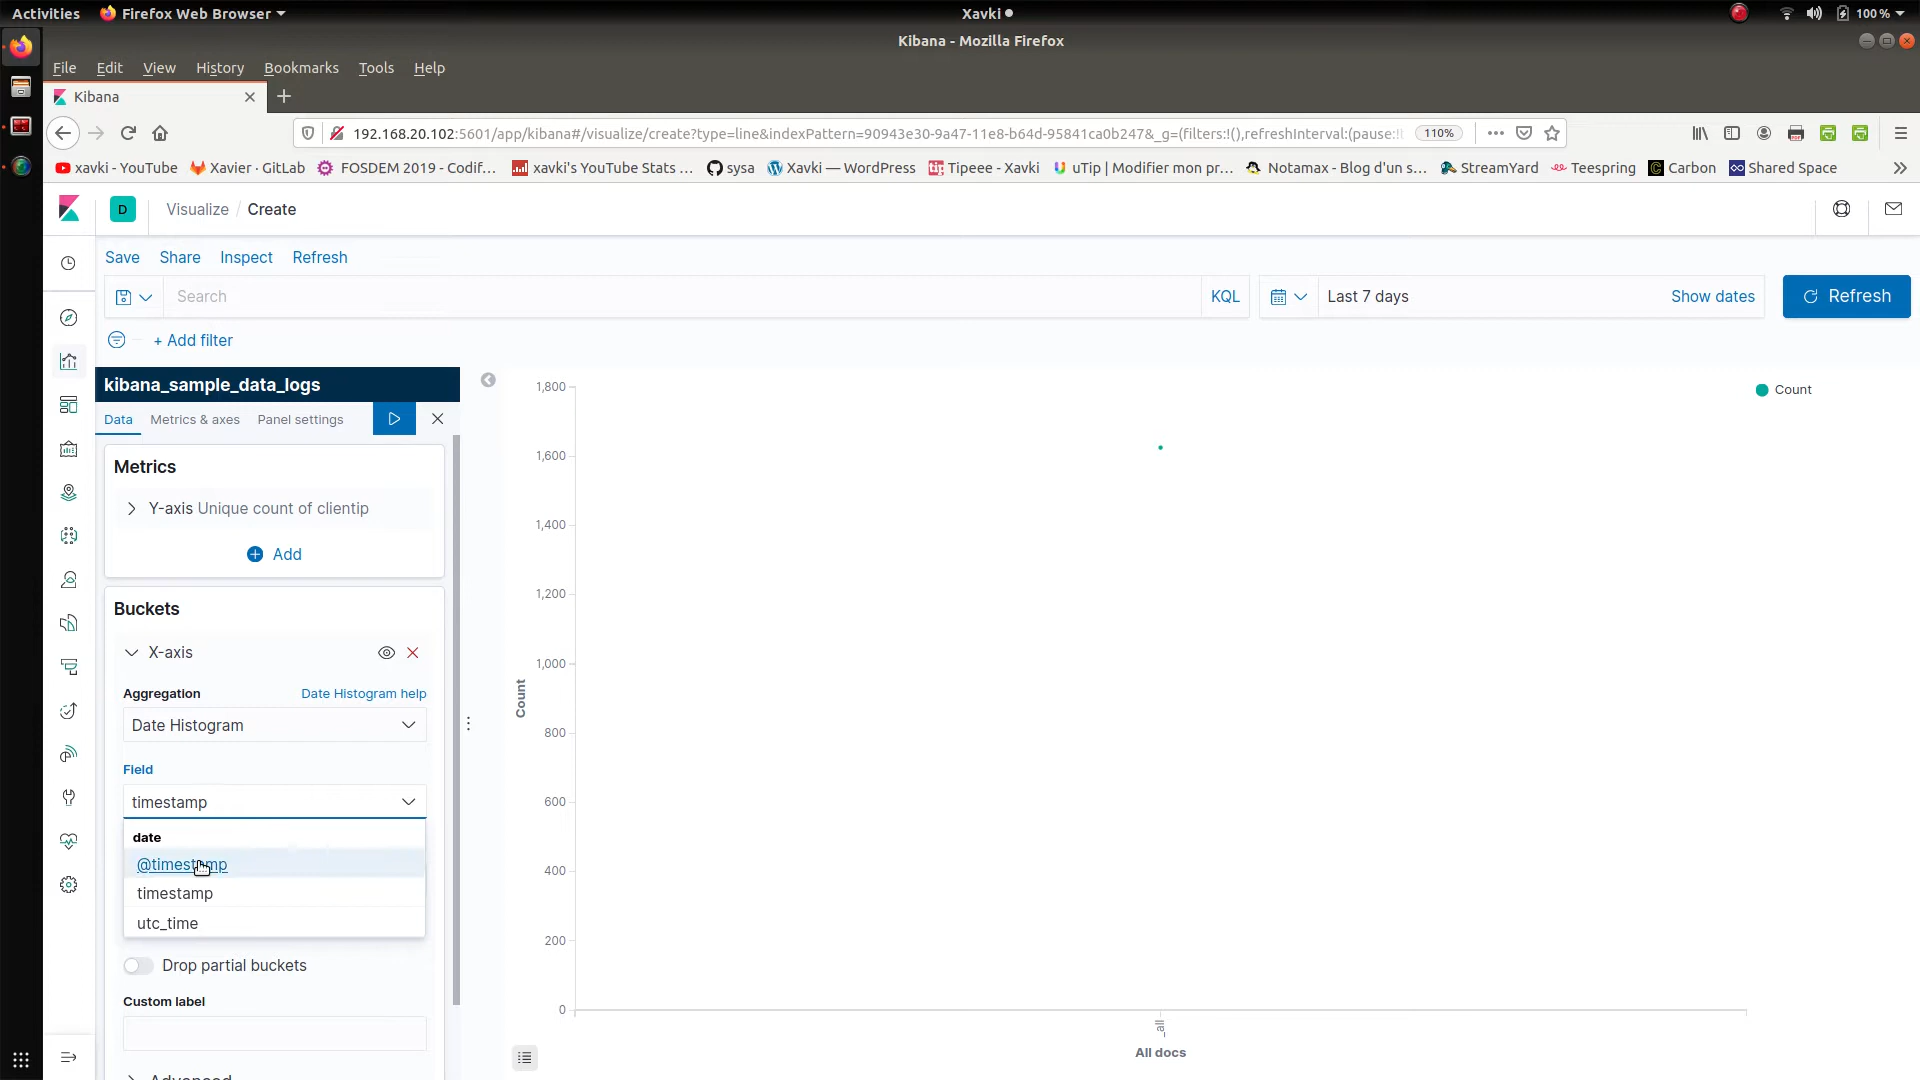 Activities Firefox Web Browser Xavki 100 %
Kibana - Mozilla Firefox
File Edit View History Bookmarks Tools Help
Kibana
192.168.20.102:5601/app/kibana#/visualize/create?type=line&indexPattern=90943e30-9a47-11e8-b64d-95841ca0b247&_g=(filters:!(),refreshInterval:(pause:! 110%
xavki - YouTube Xavier · GitLab FOSDEM 2019 - Codif... xavki's YouTube Stats ... sysa Xavki — WordPress Tipeee - Xavki uTip | Modifier mon pr... Notamax - Blog d'un s... StreamYard Teespring Carbon Shared Space
D Visualize / Create
Save Share Inspect Refresh
Search KQL Last 7 days Show dates Refresh
+ Add filter
kibana_sample_data_logs
Data Metrics & axes Panel settings
Metrics
Y-axis Unique count of clientip
Add
Buckets
X-axis
Aggregation Date Histogram help
Date Histogram
Field
timestamp
date
@timestamp
timestamp
utc_time
Drop partial buckets
Custom label
Advanced
1,800
1,600
1,400
1,200
1,000
800
600
400
200
0
Count
_all
All docs
Count